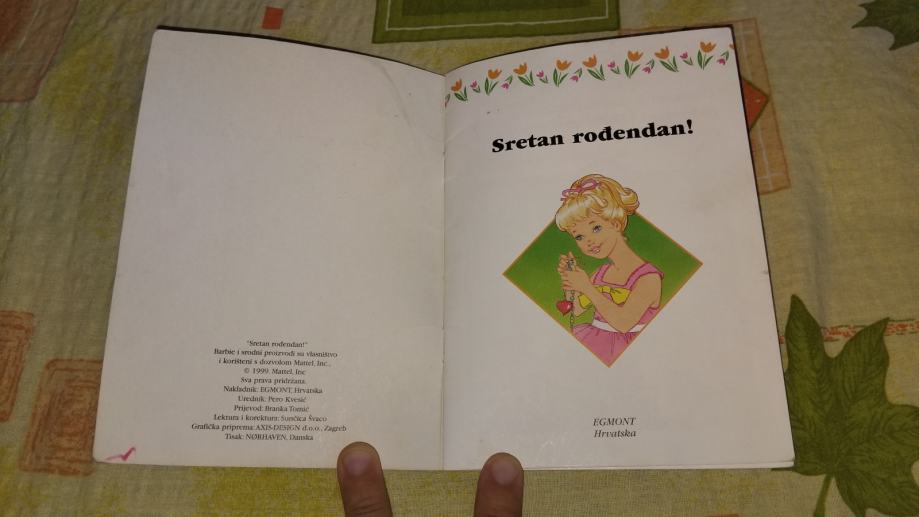 "Sretan rođendan!"
Barbie i srodni proizvodi su vlasništvo
i korišteni s dozvolom Mattel, Inc.,
© 1999. Mattel, Inc
Sva prava pridržana.
Nakladnik: EGMONT, Hrvatska
Urednik: Pero Kvesić
Prijevod: Branka Tomić
Lektura i korektura: Sunčica Švaco
Grafička priprema: AXIS-DESIGN d.o.o., Zagreb
Tisak: NØRHAVEN, Danska
Sretan rođendan!
EGMONT
Hrvatska